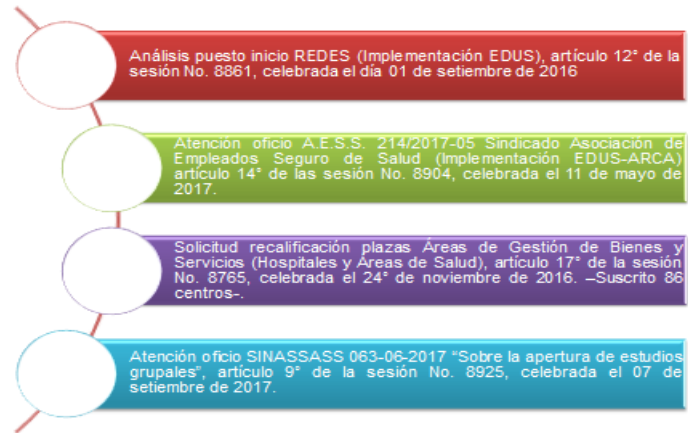 Análisis puesto inicio REDES (Implementación EDUS), artículo 12° de la
sesión No. 8861, celebrada el día 01 de setiembre de 2016
Atención oficio A.E.S.S. 214/2017-05 Sindicado Asociación de
Empleados Seguro de Salud (Implementación EDUS-ARCA)
artículo 14° de las sesión No. 8904, celebrada el 11 de mayo de
2017.
Solicitud recalificación plazas Áreas de Gestión de Bienes y
Servicios (Hospitales y Áreas de Salud), artículo 17° de la sesión
No. 8765, celebrada el 24° de noviembre de 2016. –Suscrito 86
centros-.
Atención oficio SINASSASS 063-06-2017 “Sobre la apertura de estudios
grupales”, artículo 9° de la sesión No. 8925, celebrada el 07 de
setiembre de 2017.